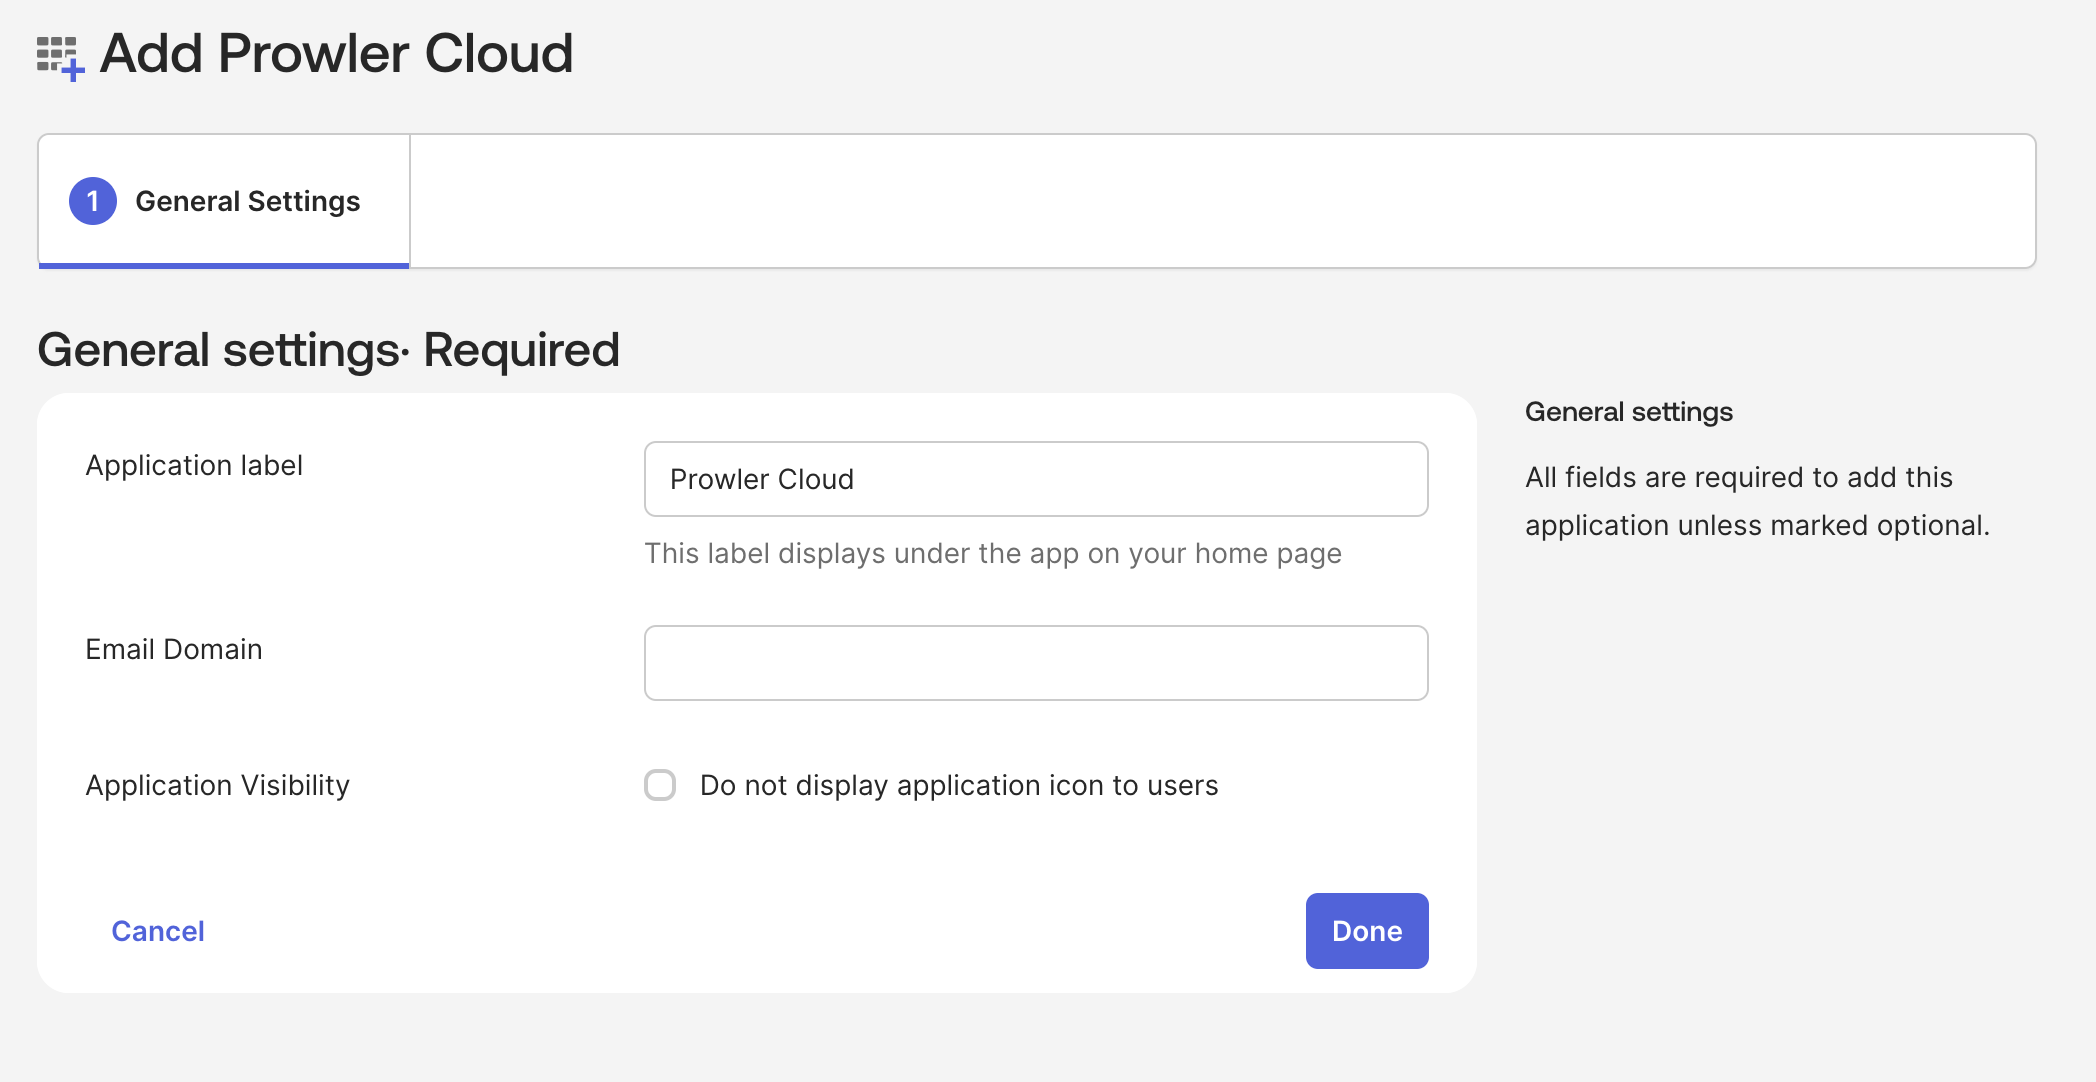 Add Prowler Cloud
1 General Settings
General settings· Required
Application label
Prowler Cloud
This label displays under the app on your home page
Email Domain
Application Visibility
Do not display application icon to users
Cancel
Done
General settings
All fields are required to add this
application unless marked optional.